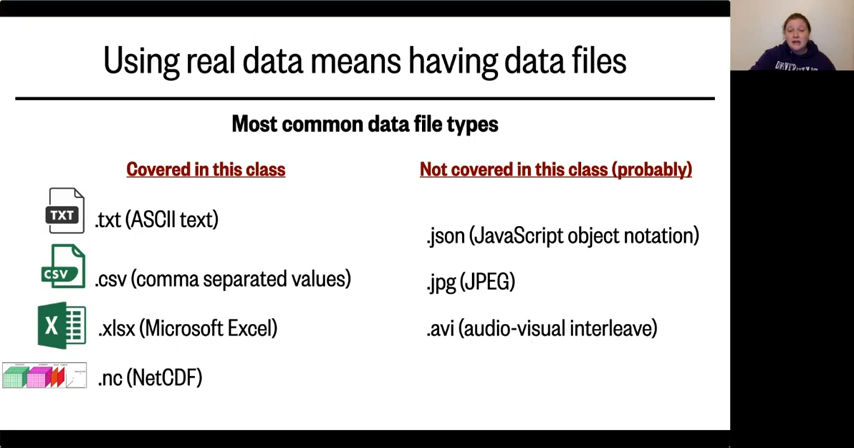 Using real data means having data files
Most common data file types
Covered in this class
TXT
.txt (ASCII text)
CSV
.csv (comma separated values)
X
.xlsx (Microsoft Excel)
.nc (NetCDF)
Not covered in this class (probably)
.json (JavaScript object notation)
.jpg (JPEG)
.avi (audio-visual interleave)